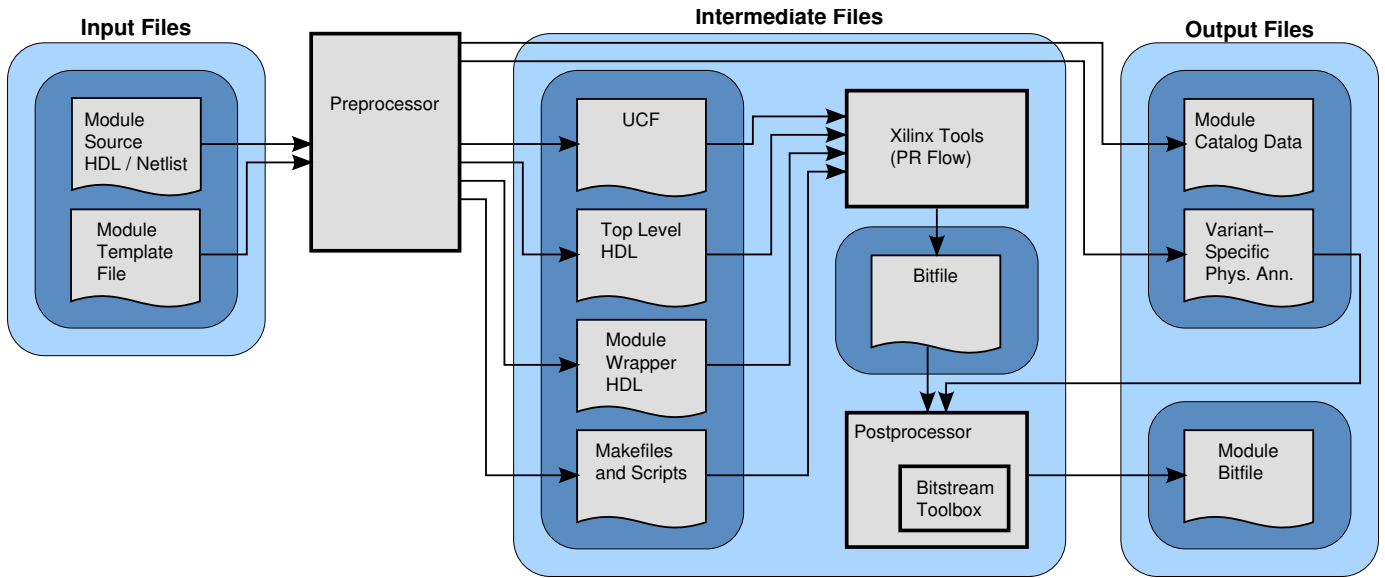 Input Files
Module
Source
HDL / Netlist
Module
Template
File
Preprocessor
Intermediate Files
UCF
Top Level
HDL
Module
Wrapper
HDL
Makefiles
and Scripts
Xilinx Tools
(PR Flow)
Bitfile
Postprocessor
Bitstream
Toolbox
Output Files
Module
Catalog Data
Variant–
Specific
Phys. Ann.
Module
Bitfile